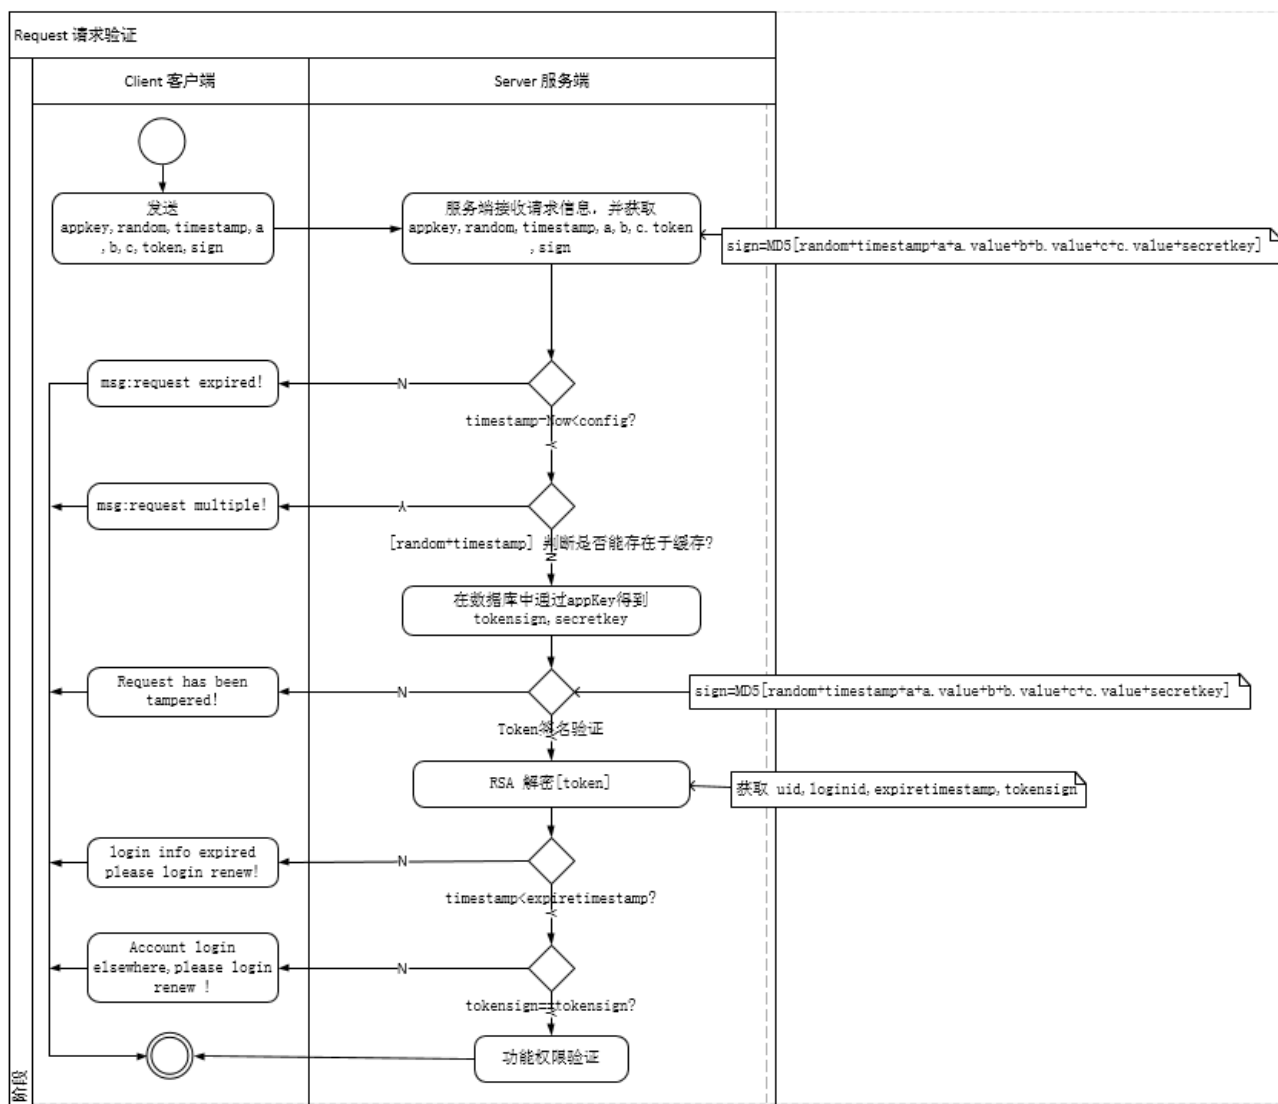 Request 请求验证
Client 客户端
Server 服务端
发送
appkey,random,timestamp,a
,b,c,token,sign
服务端接收请求信息，并获取
appkey,random,timestamp,a,b,c.token
,sign
sign=MD5[random+timestamp+a+a.value+b+b.value+c+c.value+secretkey]
msg:request expired!
N
timestamp-Now<config?
Y
msg:request multiple!
Y
[random+timestamp] 判断是否能存在于缓存?
N
在数据库中通过appKey得到
tokensign,secretkey
Request has been
tampered!
N
sign=MD5[random+timestamp+a+a.value+b+b.value+c+c.value+secretkey]
Token签名验证
Y
RSA 解密[token]
获取 uid,loginid,expiretimestamp,tokensign
login info expired
please login renew!
N
timestamp<expiretimestamp?
Y
Account login
elsewhere,please login
renew !
N
tokensign==tokensign?
Y
功能权限验证
阶段